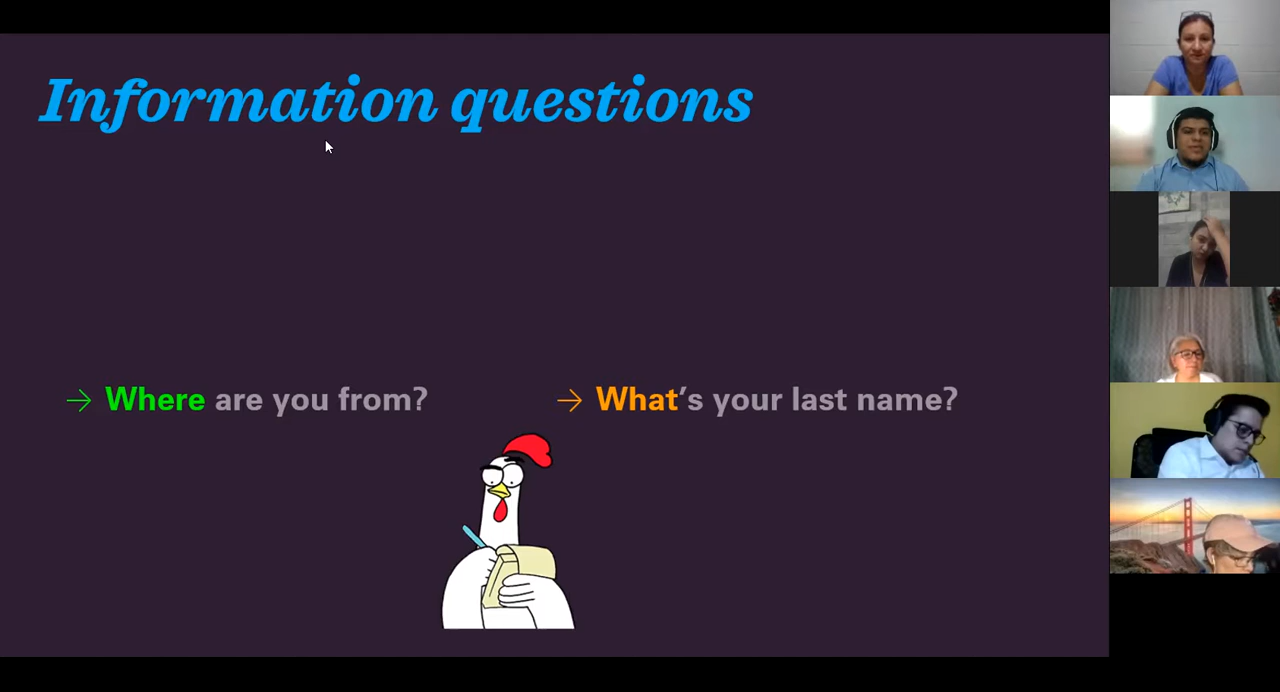 Information questions
→ Where are you from?
→ What's your last name?